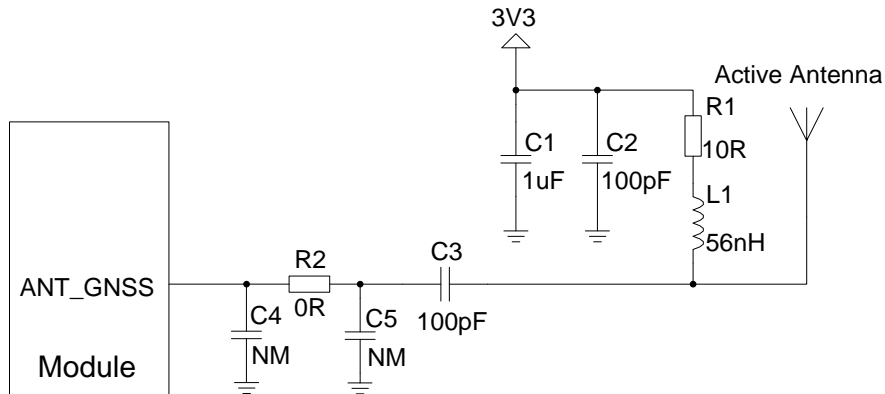 3V3
Active Antenna
R1
10R
C1
1uF
C2
100pF
L1
56nH
ANT_GNSS
R2
0R
C3
100pF
C4
NM
C5
NM
Module